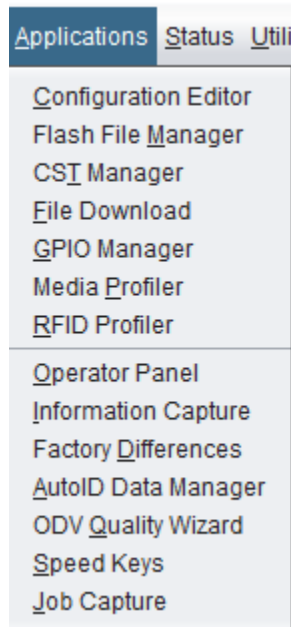 Applications Status Utili
Configuration Editor
Flash File Manager
CST Manager
File Download
GPIO Manager
Media Profiler
RFID Profiler
Operator Panel
Information Capture
Factory Differences
AutoID Data Manager
ODV Quality Wizard
Speed Keys
Job Capture